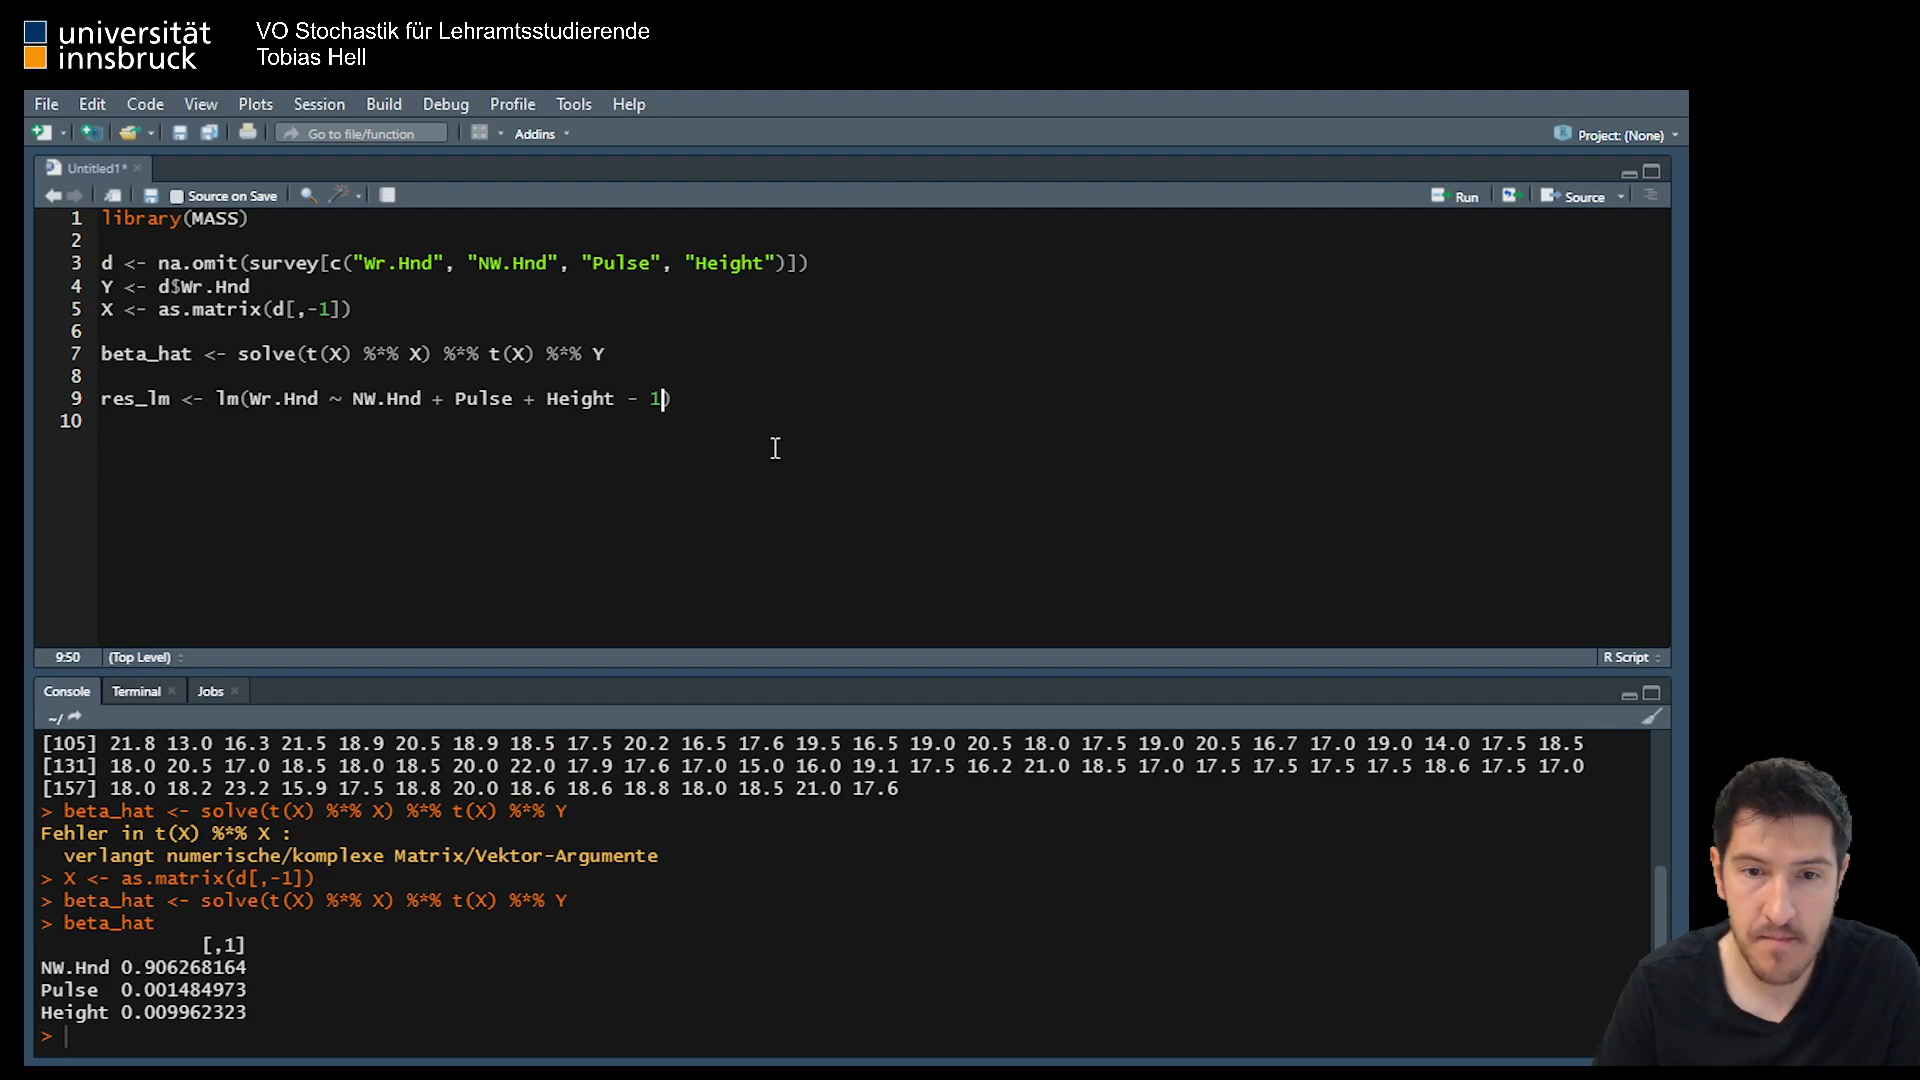 universität
innsbruck
VO Stochastik für Lehramtsstudierende
Tobias Hell
File Edit Code View Plots Session Build Debug Profile Tools Help
Go to file/function
Addins
Project: (None)
Untitled1*
Source on Save
Run
Source
1 library(MASS)
2
3 d <- na.omit(survey[c("Wr.Hnd", "NW.Hnd", "Pulse", "Height")])
4 Y <- d$Wr.Hnd
5 X <- as.matrix(d[,-1])
6
7 beta_hat <- solve(t(X) %*% X) %*% t(X) %*% Y
8
9 res_lm <- lm(Wr.Hnd ~ NW.Hnd + Pulse + Height - 1)
10
9:50 (Top Level)
R Script
Console Terminal Jobs
~/
[105] 21.8 13.0 16.3 21.5 18.9 20.5 18.9 18.5 17.5 20.2 16.5 17.6 19.5 16.5 19.0 20.5 18.0 17.5 19.0 20.5 16.7 17.0 19.0 14.0 17.5 18.5
[131] 18.0 20.5 17.0 18.5 18.0 18.5 20.0 22.0 17.9 17.6 17.0 15.0 16.0 19.1 17.5 16.2 21.0 18.5 17.0 17.5 17.5 17.5 17.5 18.6 17.5 17.0
[157] 18.0 18.2 23.2 15.9 17.5 18.8 20.0 18.6 18.6 18.8 18.0 18.5 21.0 17.6
> beta_hat <- solve(t(X) %*% X) %*% t(X) %*% Y
Fehler in t(X) %*% X :
verlangt numerische/komplexe Matrix/Vektor-Argumente
> X <- as.matrix(d[,-1])
> beta_hat <- solve(t(X) %*% X) %*% t(X) %*% Y
> beta_hat
[,1]
NW.Hnd 0.906268164
Pulse 0.001484973
Height 0.009962323
>